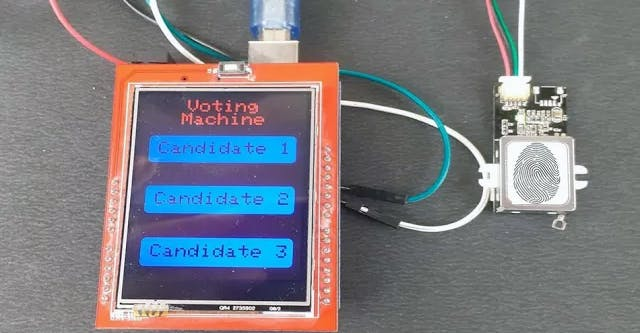 Voting
Machine
Candidate 1
Candidate 2
Candidate 3